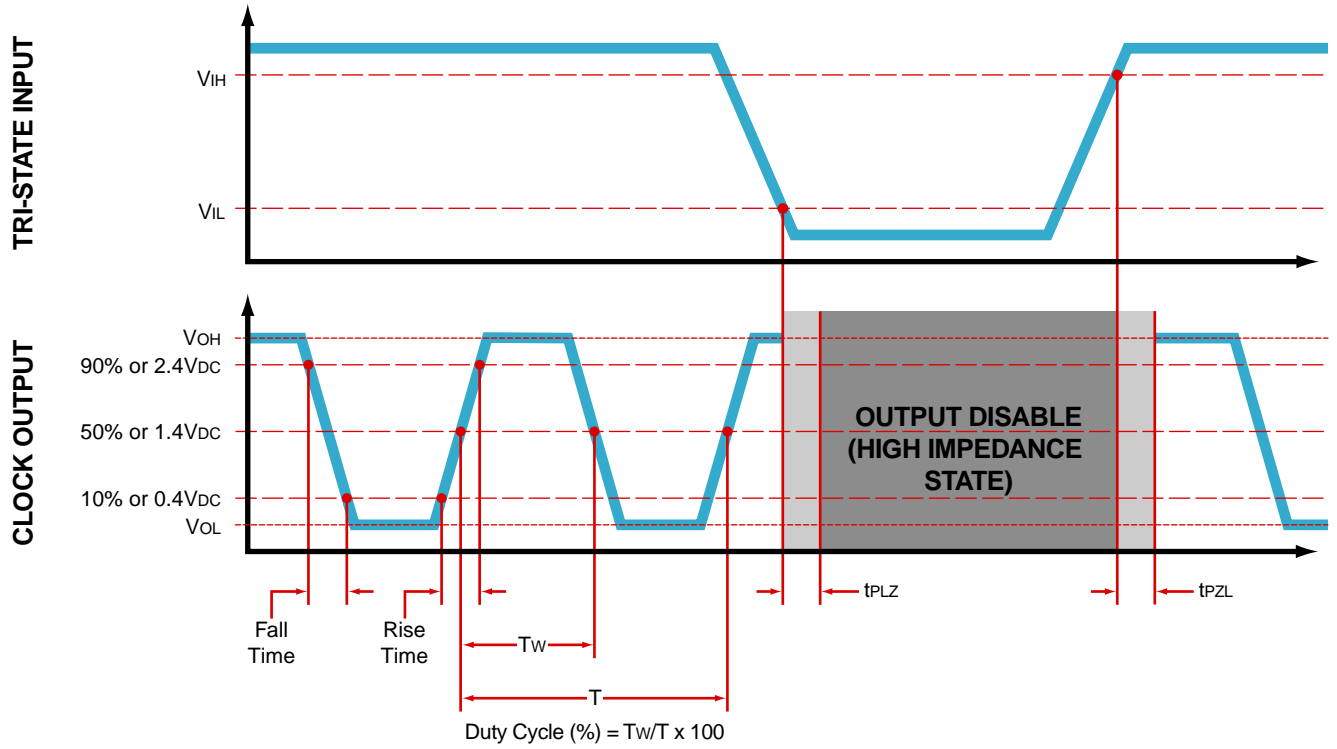 TRI-STATE INPUT
VIH
VIL
CLOCK OUTPUT
VOH
90% or 2.4VDC
50% or 1.4VDC
10% or 0.4VDC
VOL
OUTPUT DISABLE
(HIGH IMPEDANCE
STATE)
Fall
Time
Rise
Time
TW
T
tPLZ
tPZL
Duty Cycle (%) = TW/T x 100